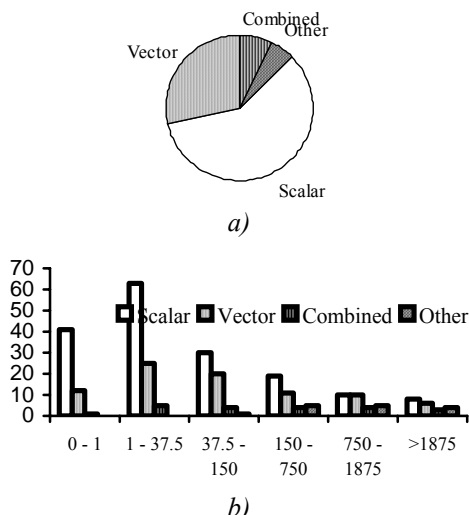 Combined
Other
Vector
Scalar
a)
70
60
50
40
30
20
10
0
Scalar Vector Combined Other
0 - 1 1 - 37.5 37.5 - 150 150 - 750 750 - 1875 >1875
b)